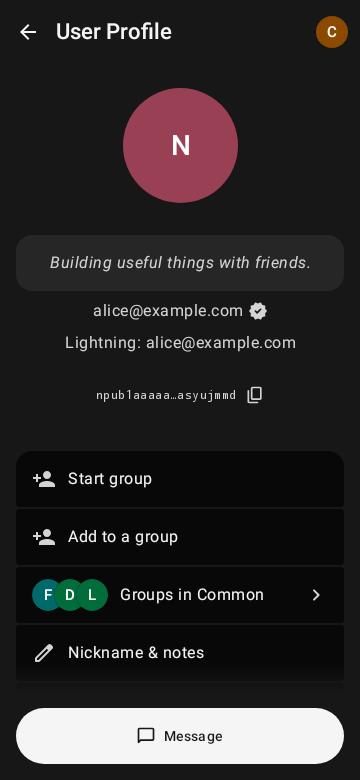 User Profile
C
N
Building useful things with friends.
alice@example.com
Lightning: alice@example.com
npub1aaaaa…asyujmmd
Start group
Add to a group
F D L Groups in Common
Nickname & notes
Message